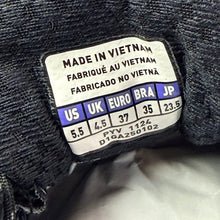 MADE IN VIETNAM
FABRIQUÉ AU VIETNAM
FABRICADO NO VIETNÃ
US UK EURO BRA JP
5.5 4.5 37 35 23.5
PYV 1124
D19A250102